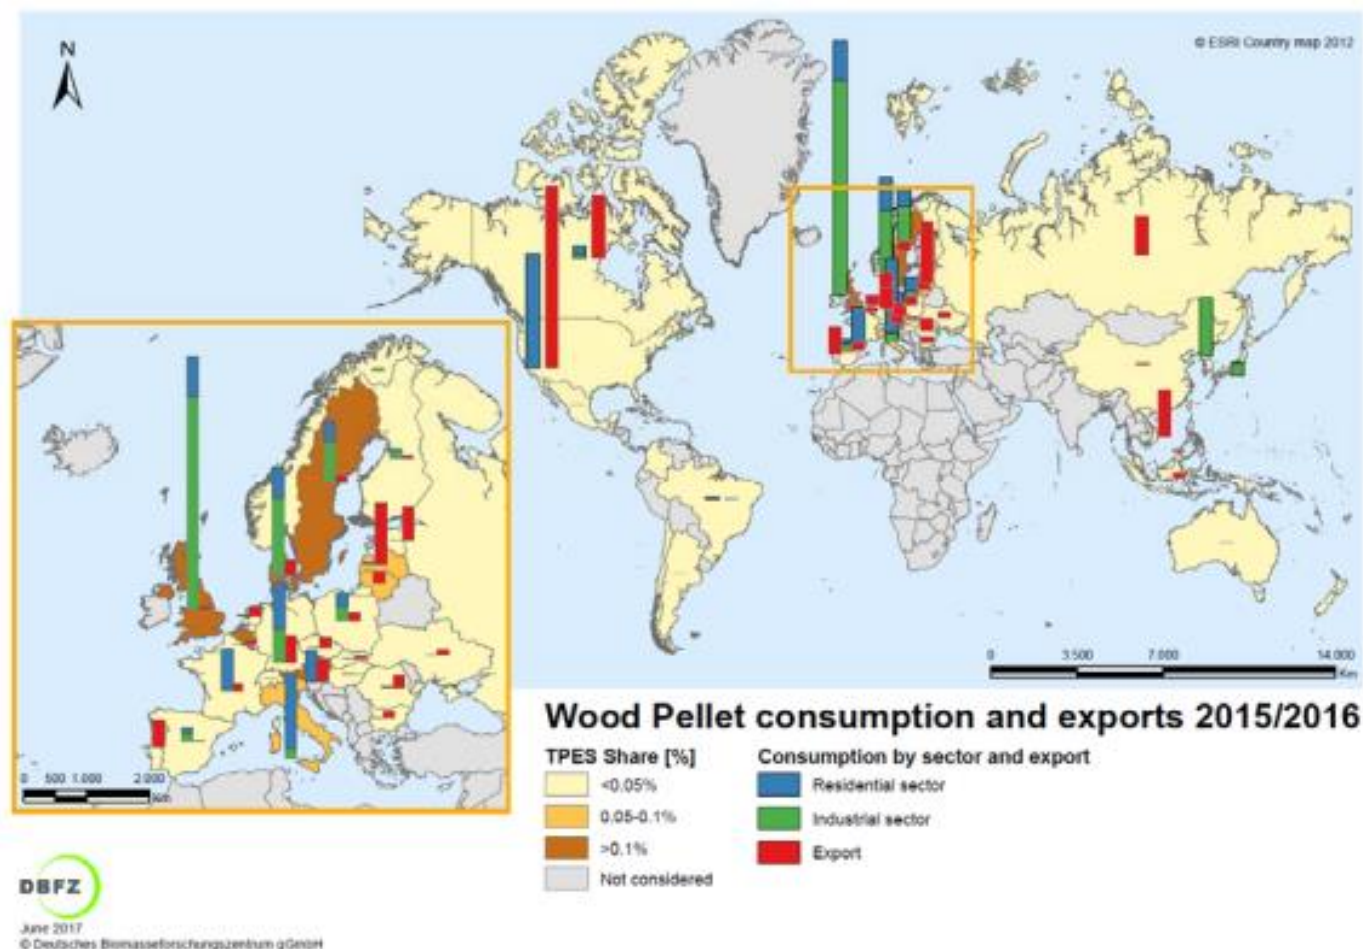 N
© ESRI Country map 2012
0 3.500 7.000 14.000
Km
0 500 1.000 2.000
Km
Wood Pellet consumption and exports 2015/2016
TPES Share [%]
<0.05%
0.05-0.1%
>0.1%
Not considered
Consumption by sector and export
Residential sector
Industrial sector
Export
DBFZ
June 2017
© Deutsches Biomasseforschungszentrum gGmbH